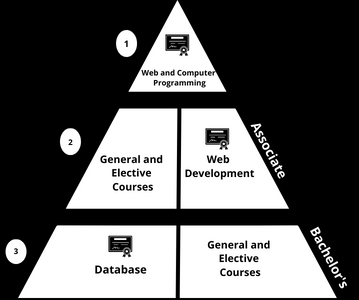 1
Web and Computer
Programming
2
General and
Elective
Courses
Web
Development
Associate
3
Database
General and
Elective
Courses
Bachelor's